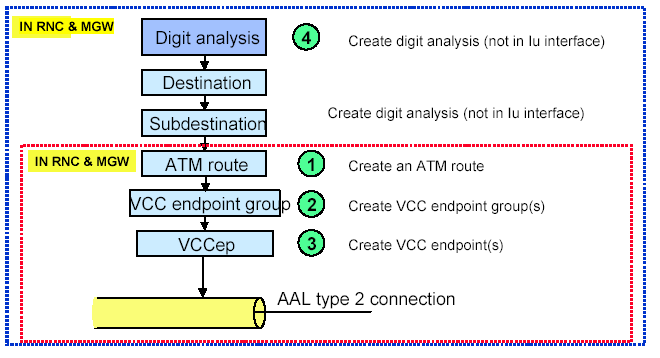 IN RNC & MGW
Digit analysis
4
Create digit analysis (not in Iu interface)
Destination
Subdestination
Create digit analysis (not in Iu interface)
IN RNC & MGW
ATM route
1
Create an ATM route
VCC endpoint group
2
Create VCC endpoint group(s)
VCCep
3
Create VCC endpoint(s)
AAL type 2 connection